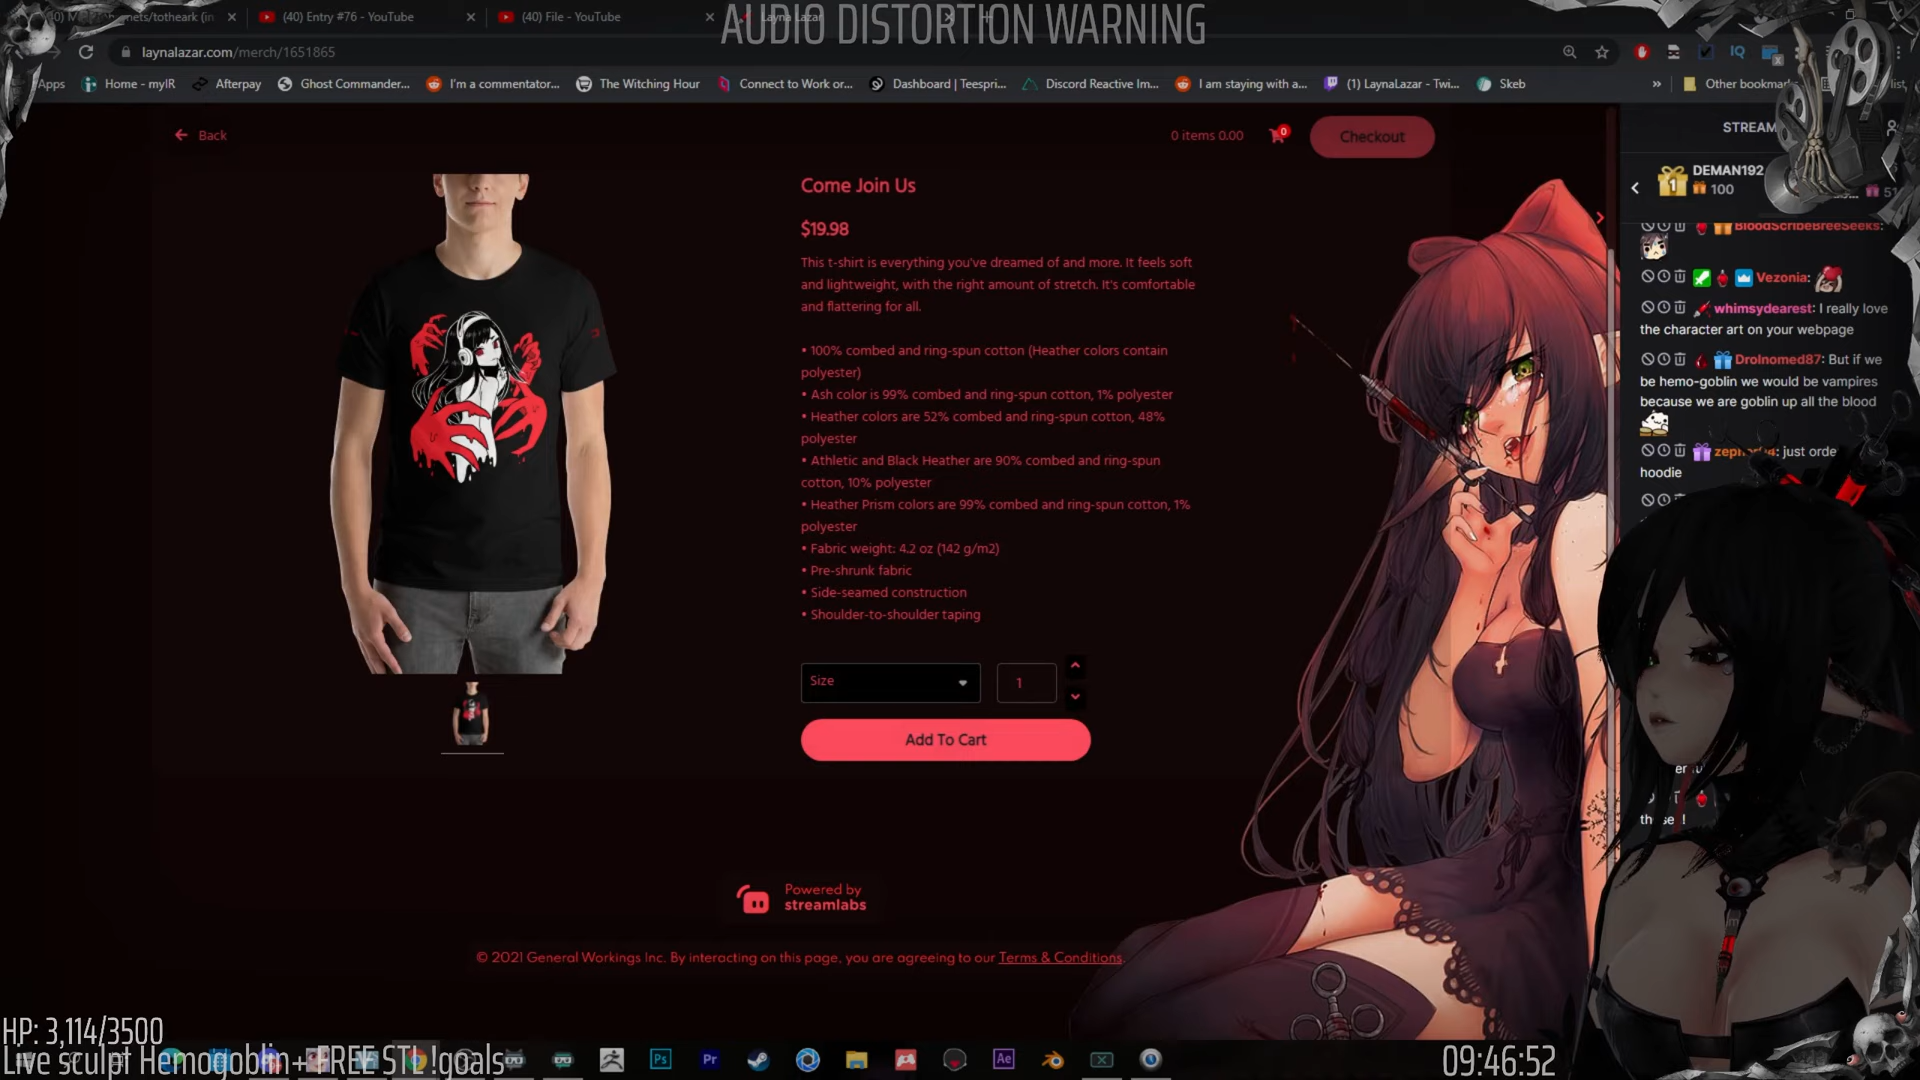 AUDIO DISTORTION WARNING
(40) Entry #76 - YouTube
(40) File - YouTube
Layna Lazar
laynalazar.com/merch/1651865
Apps
Home - myIR
Afterpay
Ghost Commander...
I'm a commentator...
The Witching Hour
Connect to Work or...
Dashboard | Teespri...
Discord Reactive Im...
I am staying with a...
(1) LaynaLazar - Twi...
Skeb
»
Other bookmarks
Back
0 items 0.00
0
Checkout
Come Join Us
$19.98
This t-shirt is everything you've dreamed of and more. It feels soft
and lightweight, with the right amount of stretch. It's comfortable
and flattering for all.
• 100% combed and ring-spun cotton (Heather colors contain
polyester)
• Ash color is 99% combed and ring-spun cotton, 1% polyester
• Heather colors are 52% combed and ring-spun cotton, 48%
polyester
• Athletic and Black Heather are 90% combed and ring-spun
cotton, 10% polyester
• Heather Prism colors are 99% combed and ring-spun cotton, 1%
polyester
• Fabric weight: 4.2 oz (142 g/m2)
• Pre-shrunk fabric
• Side-seamed construction
• Shoulder-to-shoulder taping
Size
1
Add To Cart
Powered by
streamlabs
© 2021 General Workings Inc. By interacting on this page, you are agreeing to our Terms & Conditions.
STREAM
1
DEMAN192
100
BloodScribeBreeSeeks:
Vezonia:
whimsydearest: I really love
the character art on your webpage
Drolnomed87: But if we
be hemo-goblin we would be vampires
because we are goblin up all the blood
just orde
hoodie
HP: 3,114/3500
Live sculpt Hemogoblin+ FREE STL !goals
Ps
Pr
Ae
09:46:52